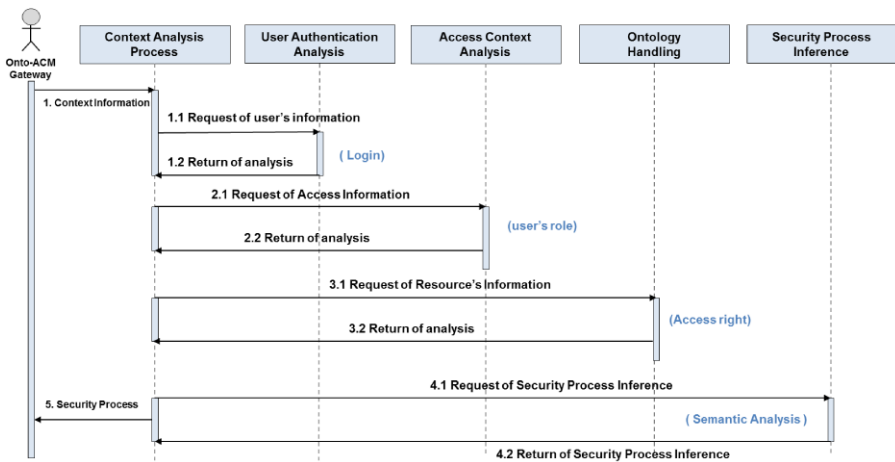 Context Analysis
Process
User Authentication
Analysis
Access Context
Analysis
Ontology
Handling
Security Process
Inference
Onto-ACM
Gateway
1. Context Information
1.1 Request of user's information
( Login)
1.2 Return of analysis
2.1 Request of Access Information
(user's role)
2.2 Return of analysis
3.1 Request of Resource's Information
(Access right)
3.2 Return of analysis
4.1 Request of Security Process Inference
5. Security Process
( Semantic Analysis )
4.2 Return of Security Process Inference